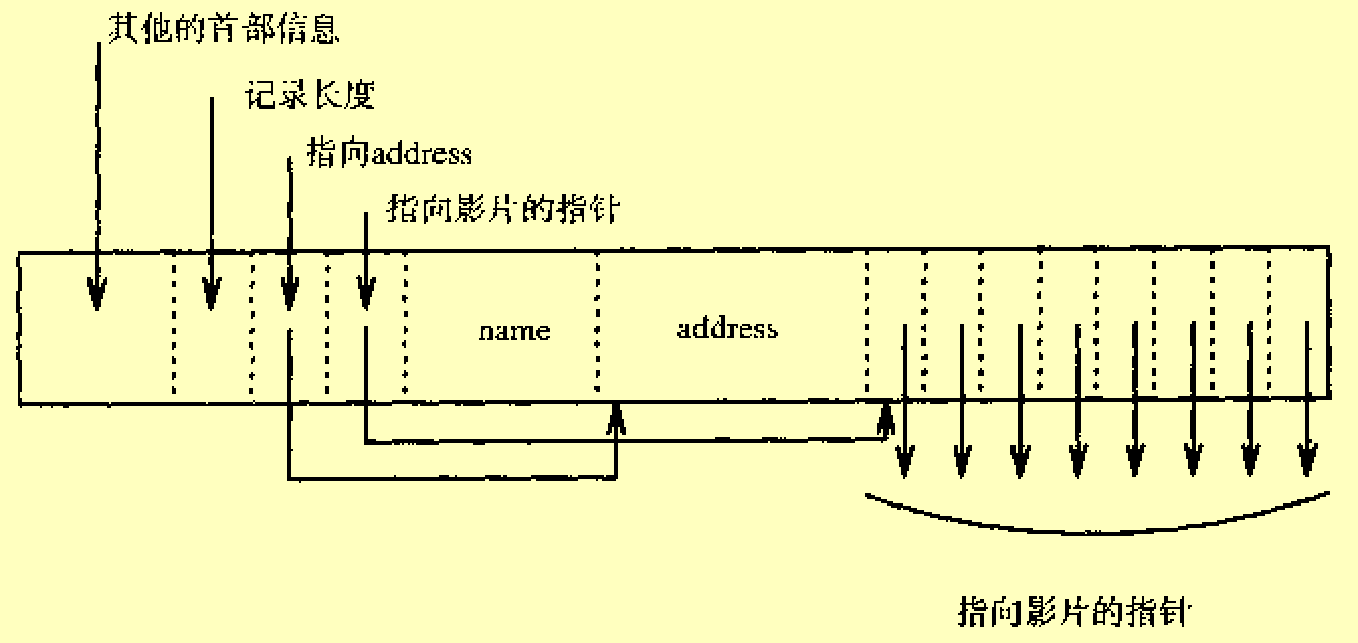 其他的首部信息
记录长度
指向address
指向影片的指针
name
address
指向影片的指针